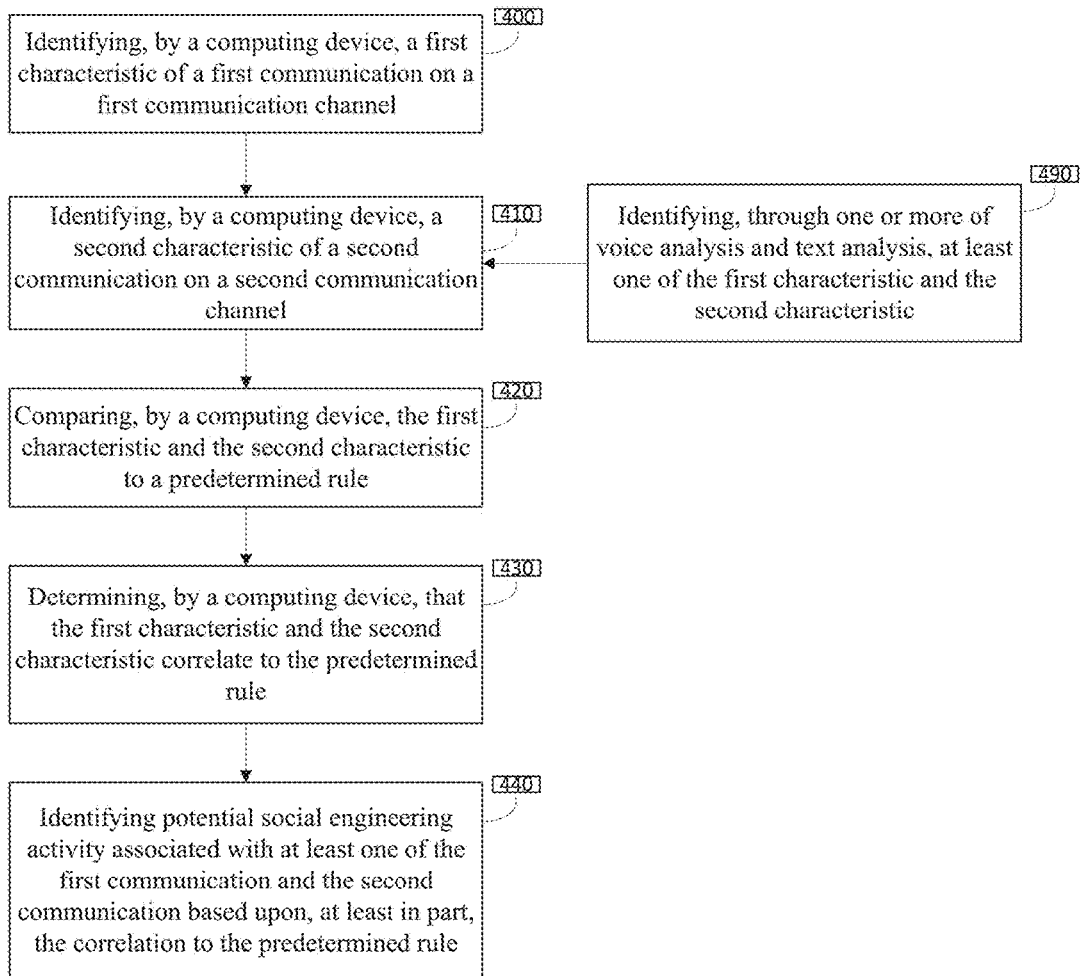 400
Identifying, by a computing device, a first
characteristic of a first communication on a
first communication channel
410
Identifying, by a computing device, a
second characteristic of a second
communication on a second communication
channel
490
Identifying, through one or more of
voice analysis and text analysis, at least
one of the first characteristic and the
second characteristic
420
Comparing, by a computing device, the first
characteristic and the second characteristic
to a predetermined rule
430
Determining, by a computing device, that
the first characteristic and the second
characteristic correlate to the predetermined
rule
440
Identifying potential social engineering
activity associated with at least one of the
first communication and the second
communication based upon, at least in part,
the correlation to the predetermined rule